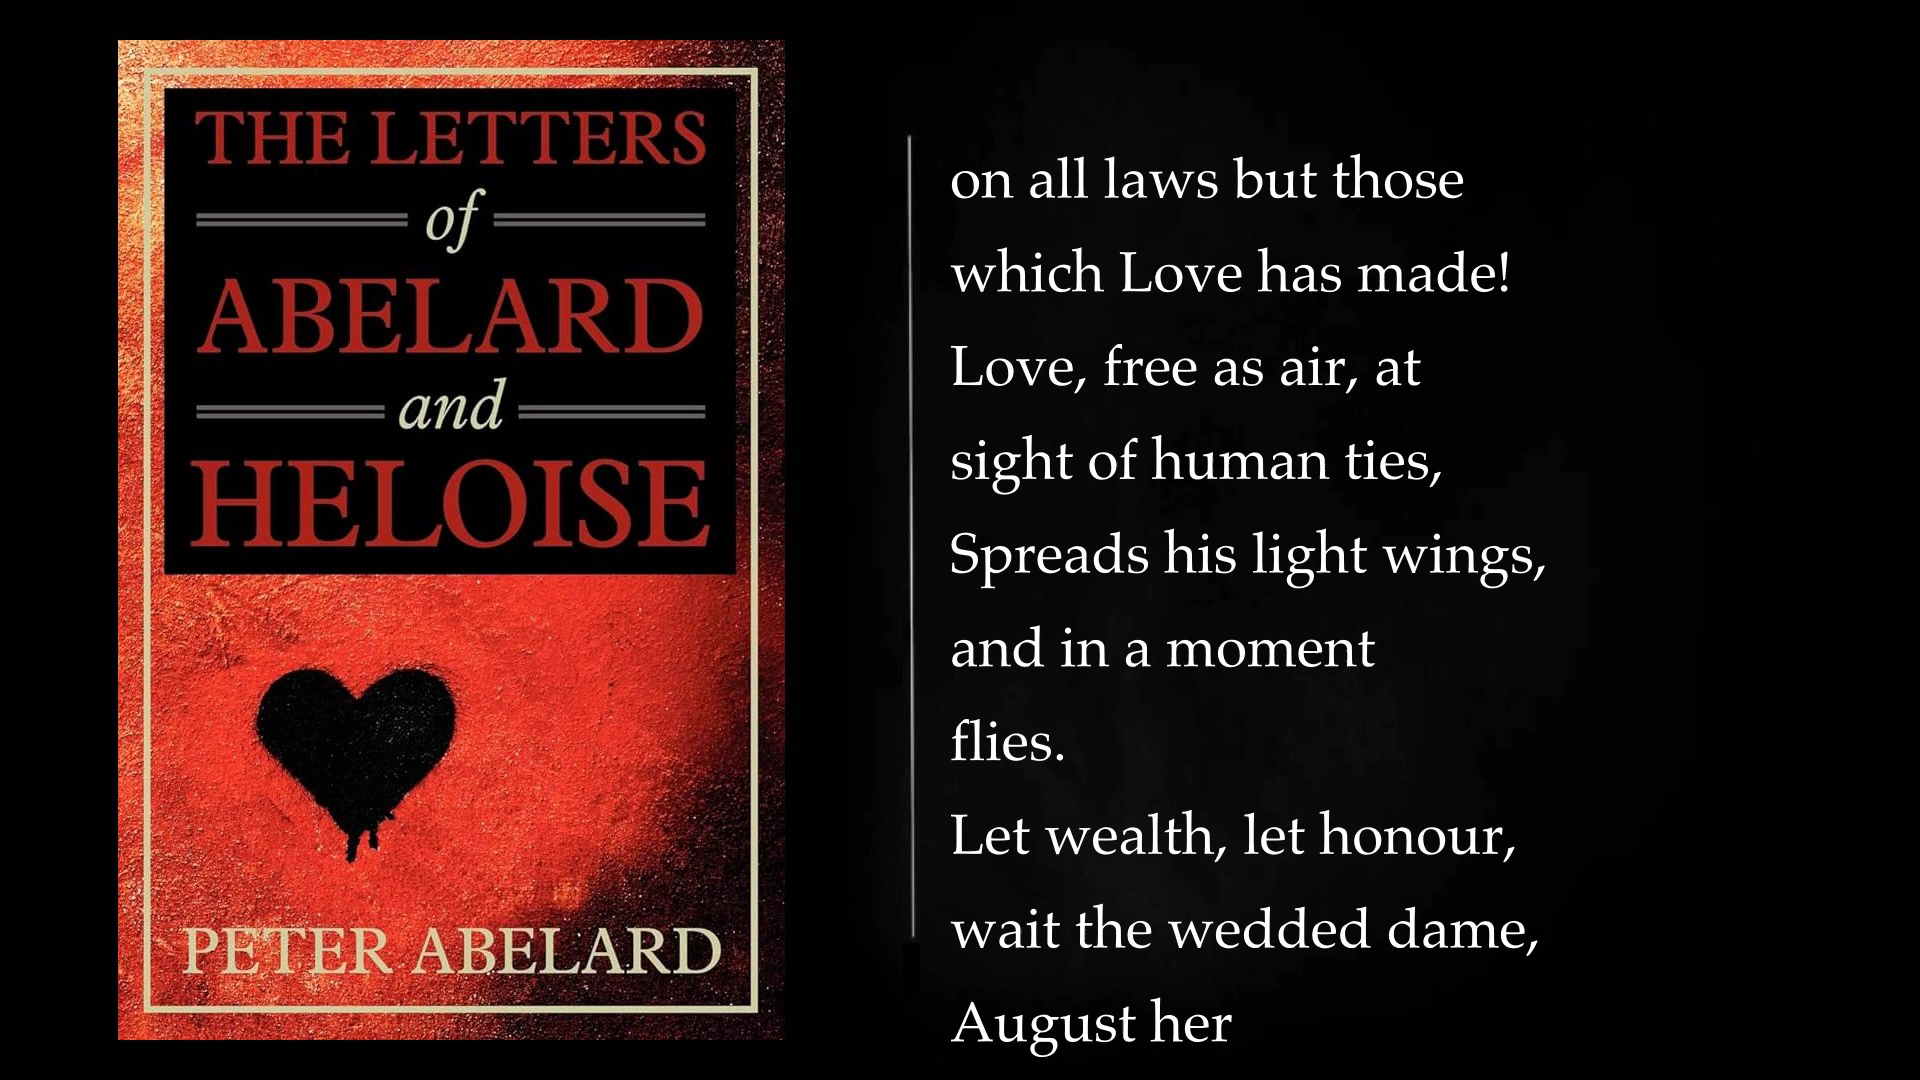 THE LETTERS
of
ABELARD
and
HELOISE
PETER ABELARD
on all laws but those
which Love has made!
Love, free as air, at
sight of human ties,
Spreads his light wings,
and in a moment
flies.
Let wealth, let honour,
wait the wedded dame,
August her